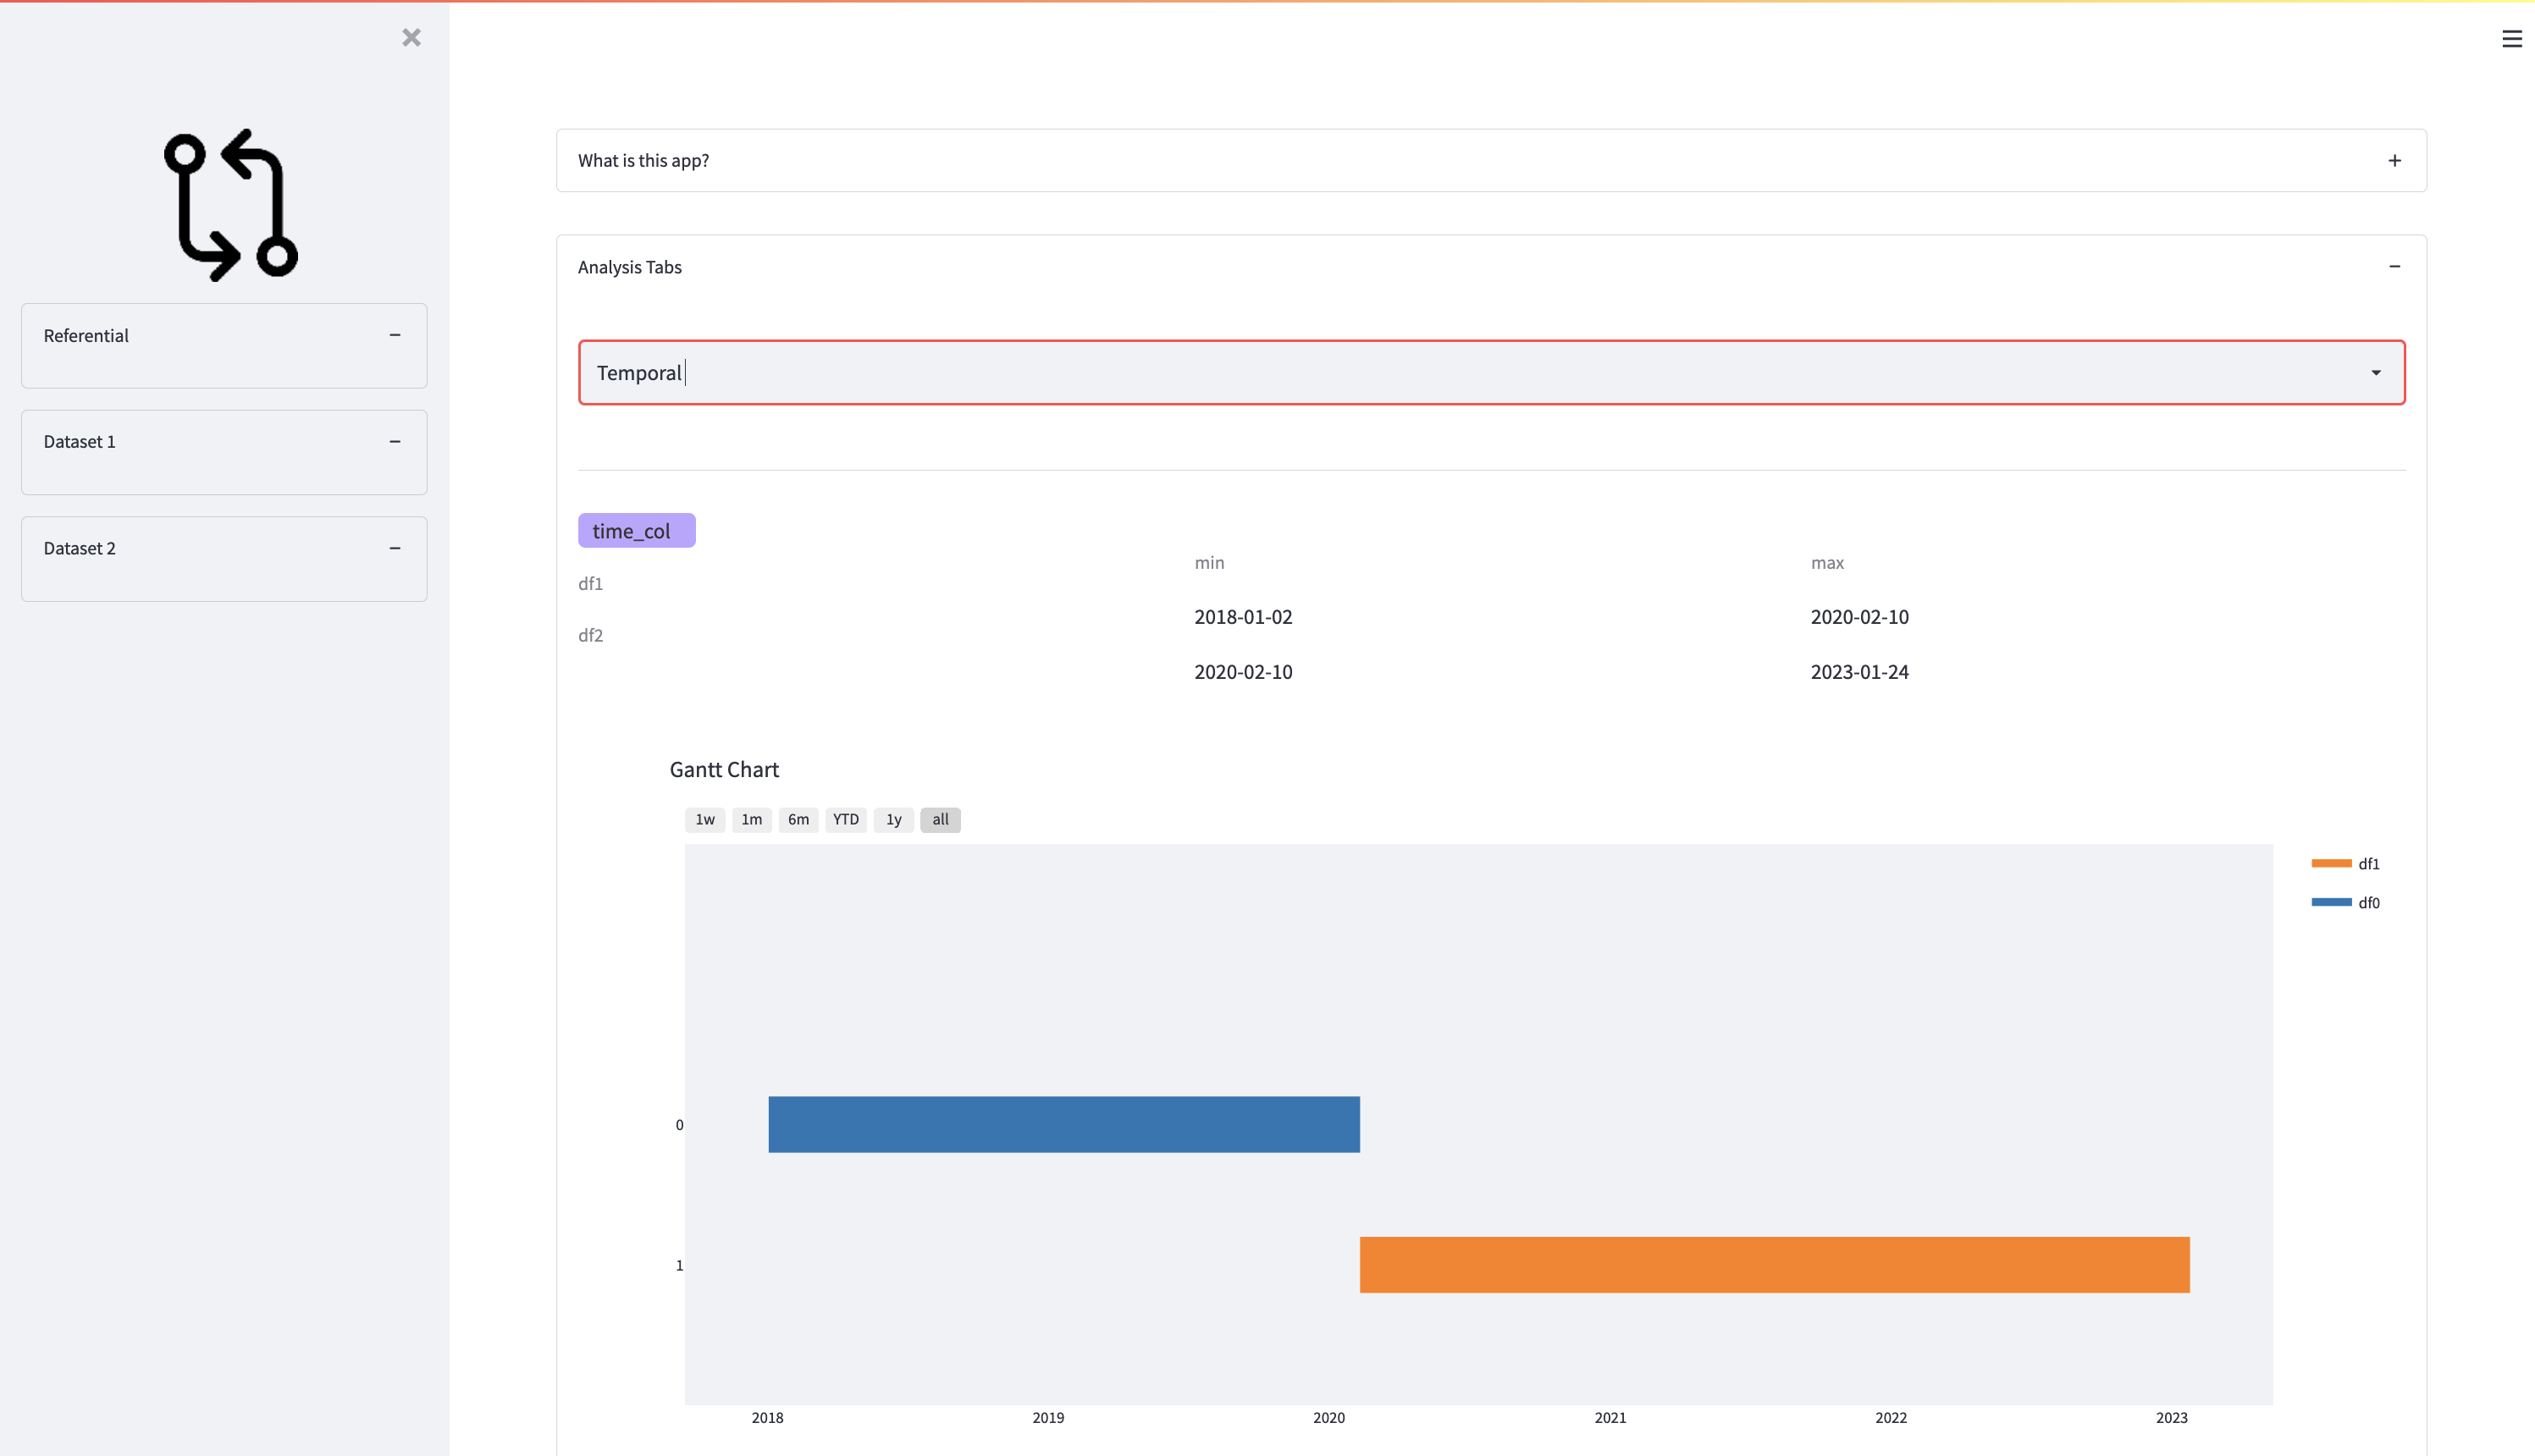 What is this app?
Analysis Tabs
Referential
Temporal
Dataset 1
Dataset 2
time_col
min
max
df1
2018-01-02
2020-02-10
df2
2020-02-10
2023-01-24
Gantt Chart
1w 1m 6m YTD 1y all
df1
df0
0
1
2018 2019 2020 2021 2022 2023